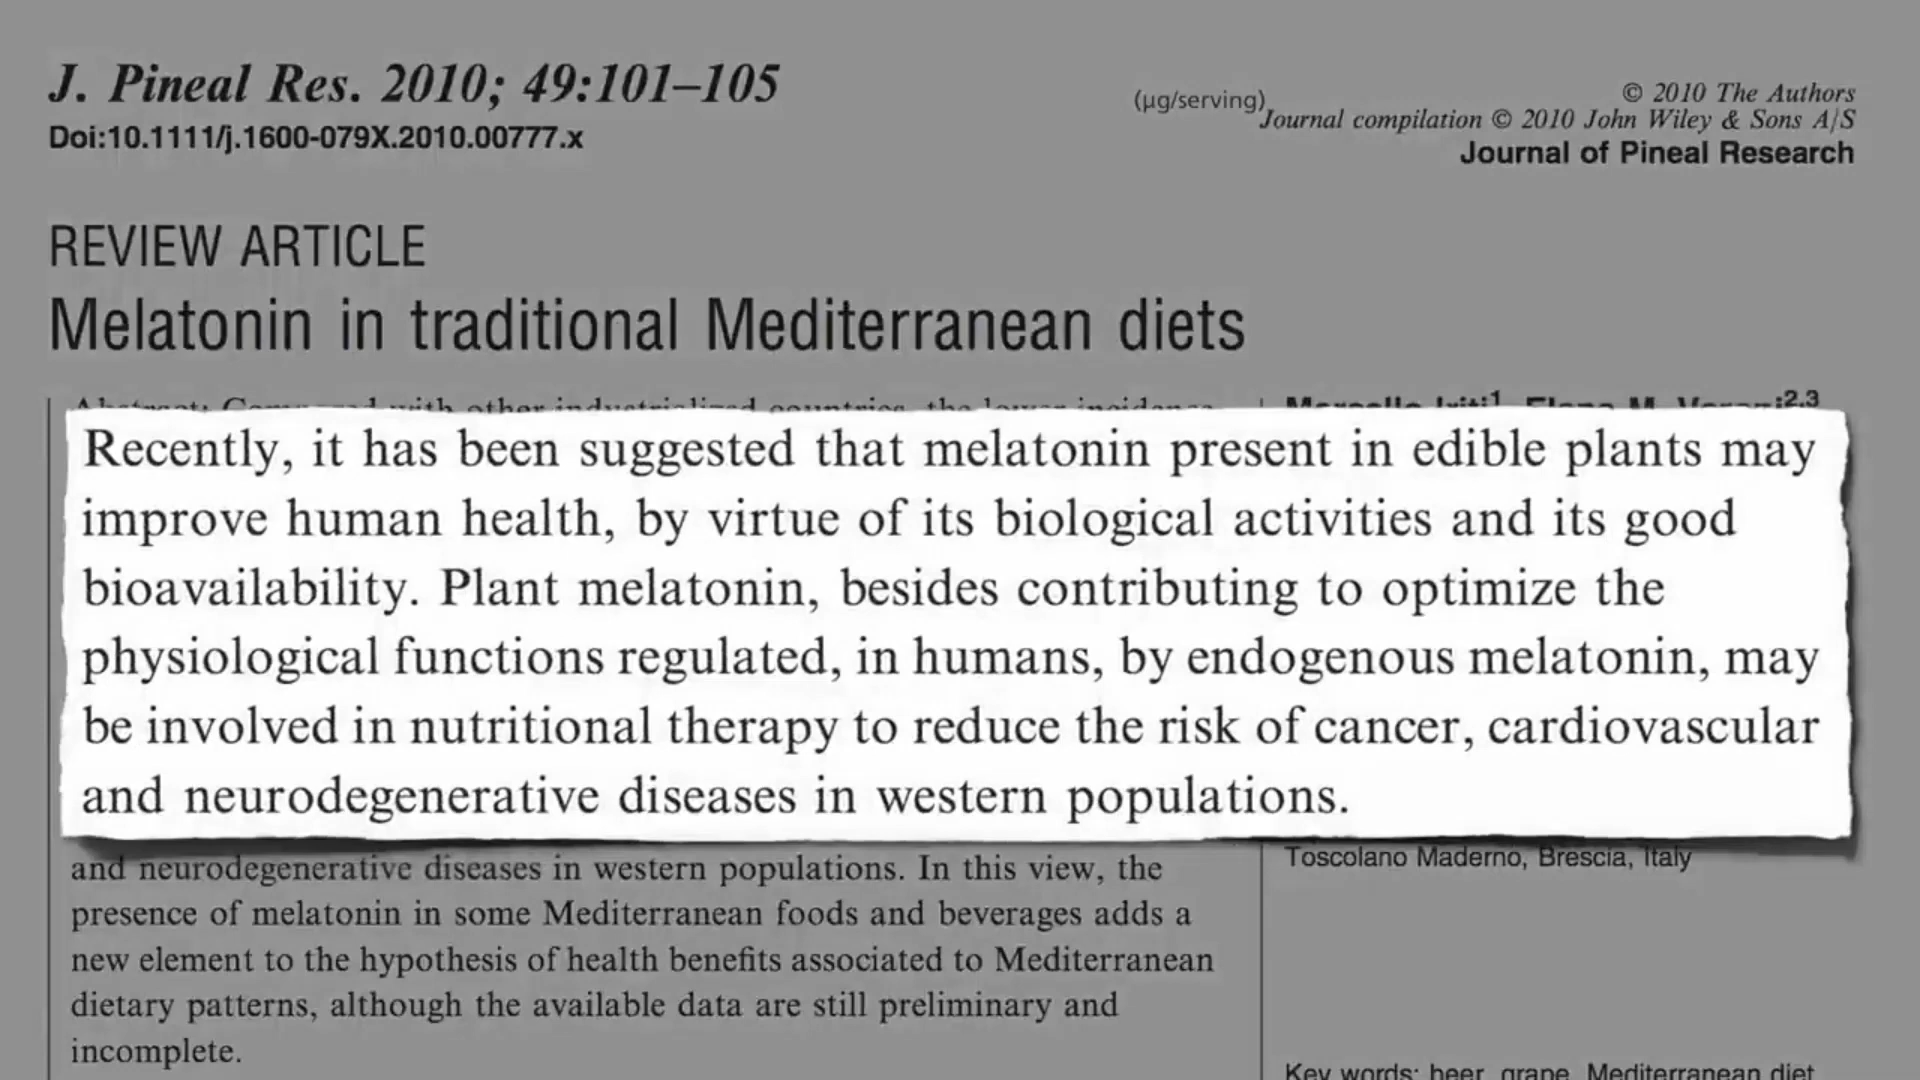 J. Pineal Res. 2010; 49:101–105
Doi:10.1111/j.1600-079X.2010.00777.x
(µg/serving)
© 2010 The Authors
Journal compilation © 2010 John Wiley & Sons A/S
Journal of Pineal Research
REVIEW ARTICLE
Melatonin in traditional Mediterranean diets
Recently, it has been suggested that melatonin present in edible plants may
improve human health, by virtue of its biological activities and its good
bioavailability. Plant melatonin, besides contributing to optimize the
physiological functions regulated, in humans, by endogenous melatonin, may
be involved in nutritional therapy to reduce the risk of cancer, cardiovascular
and neurodegenerative diseases in western populations.
and neurodegenerative diseases in western populations. In this view, the
presence of melatonin in some Mediterranean foods and beverages adds a
new element to the hypothesis of health benefits associated to Mediterranean
dietary patterns, although the available data are still preliminary and
incomplete.
Toscolano Maderno, Brescia, Italy
Key words: beer, grape, Mediterranean diet